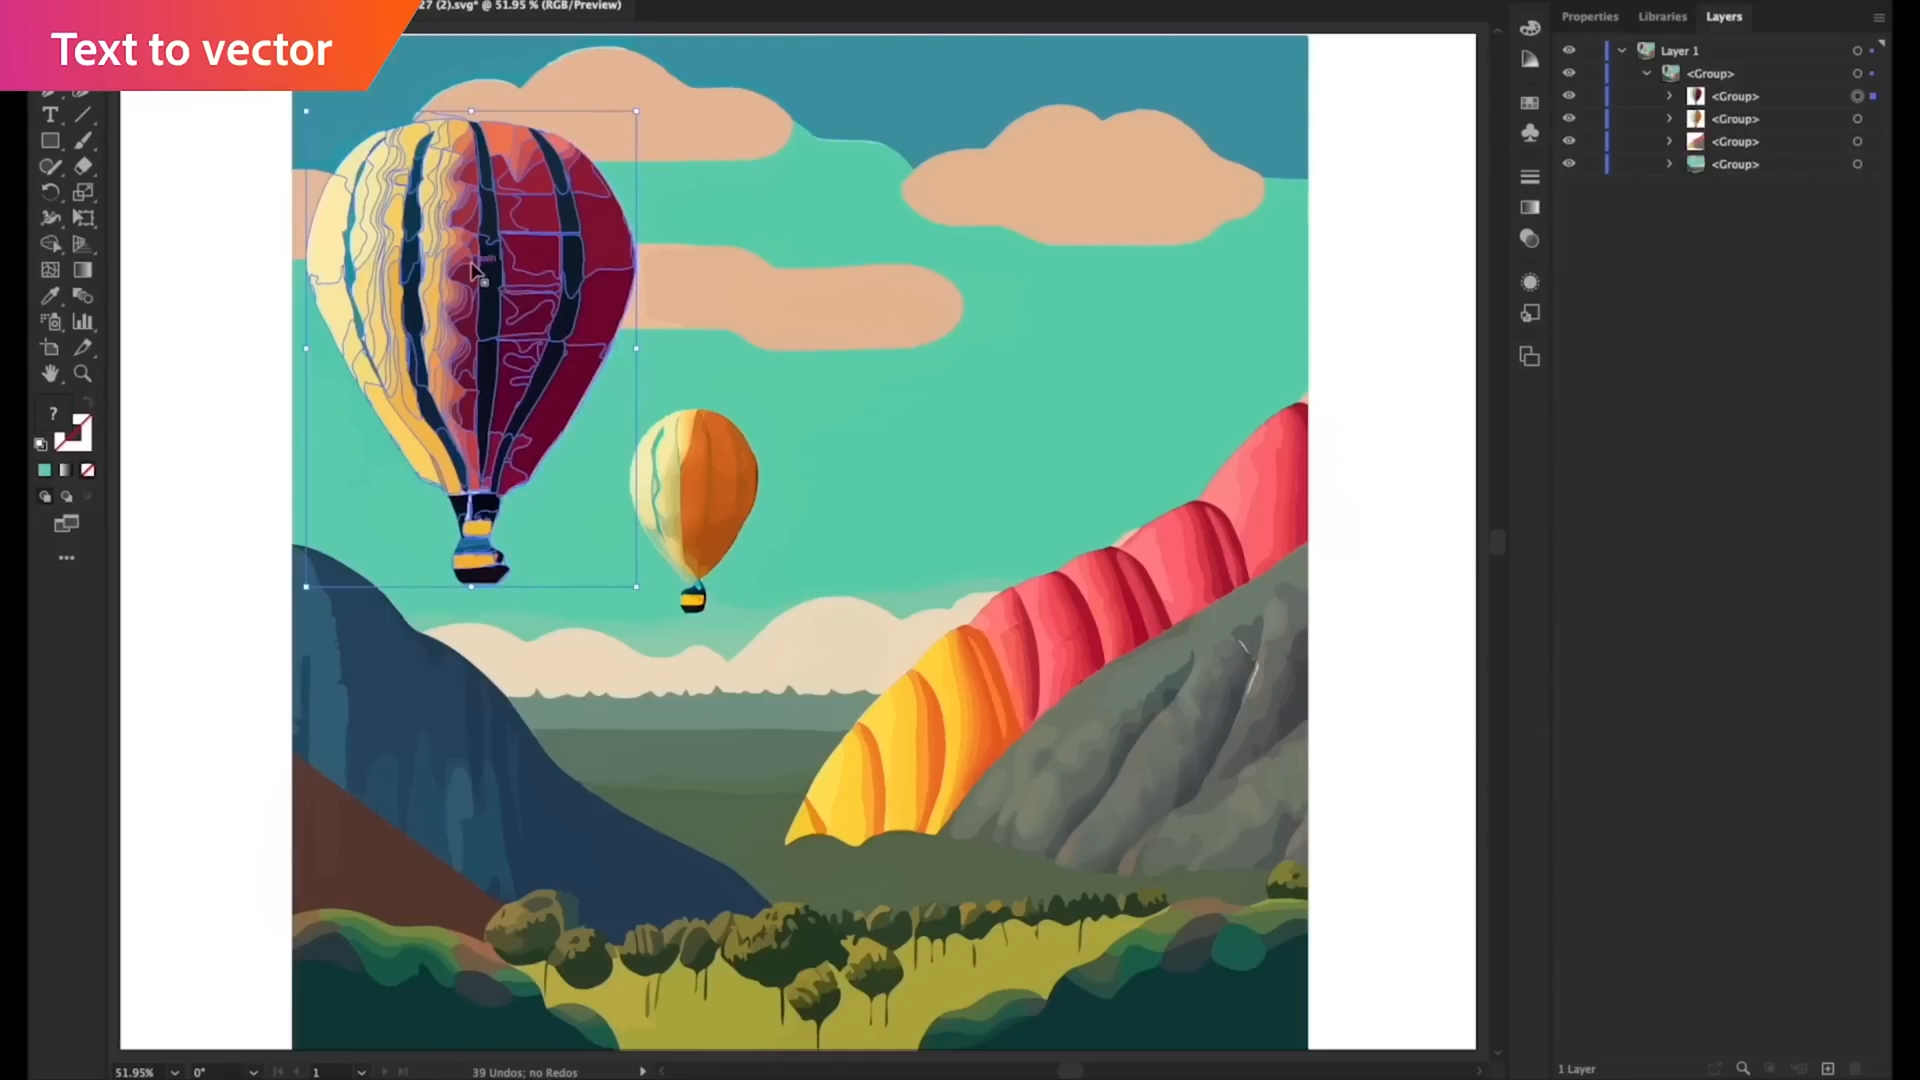 27 (2).svg* @ 51.95 % (RGB/Preview)
Text to vector
Properties Libraries Layers
Layer 1
<Group>
<Group>
<Group>
<Group>
<Group>
path
?
51.95% 0° 1 39 Undos; no Redos
1 Layer